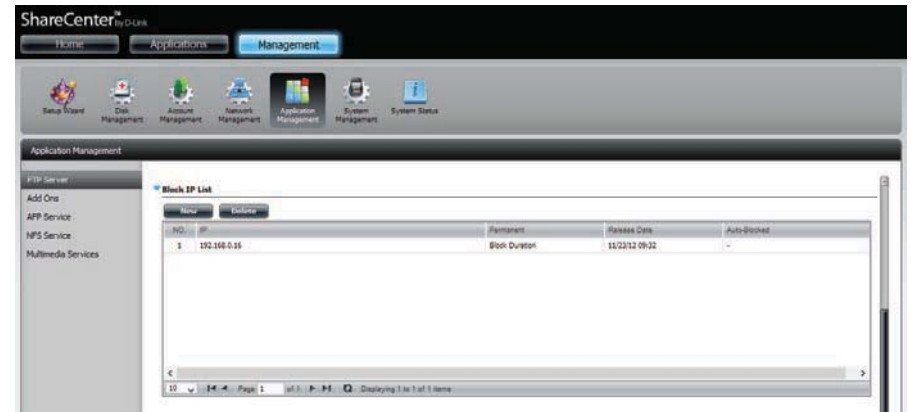 ShareCenter™ by D-Link
Home Applications Management
Setup Wizard Disk Management Account Management Network Management Application Management System Management System Status
Application Management
FTP Server
Add Ons
AFP Service
NFS Service
Multimedia Services
Block IP List
New Delete
NO. IP Permanent Release Date Auto-Blocked
1 192.168.0.16 Block Duration 11/23/12 09:32 -
10 Page 1 of 1 Displaying 1 to 1 of 1 items